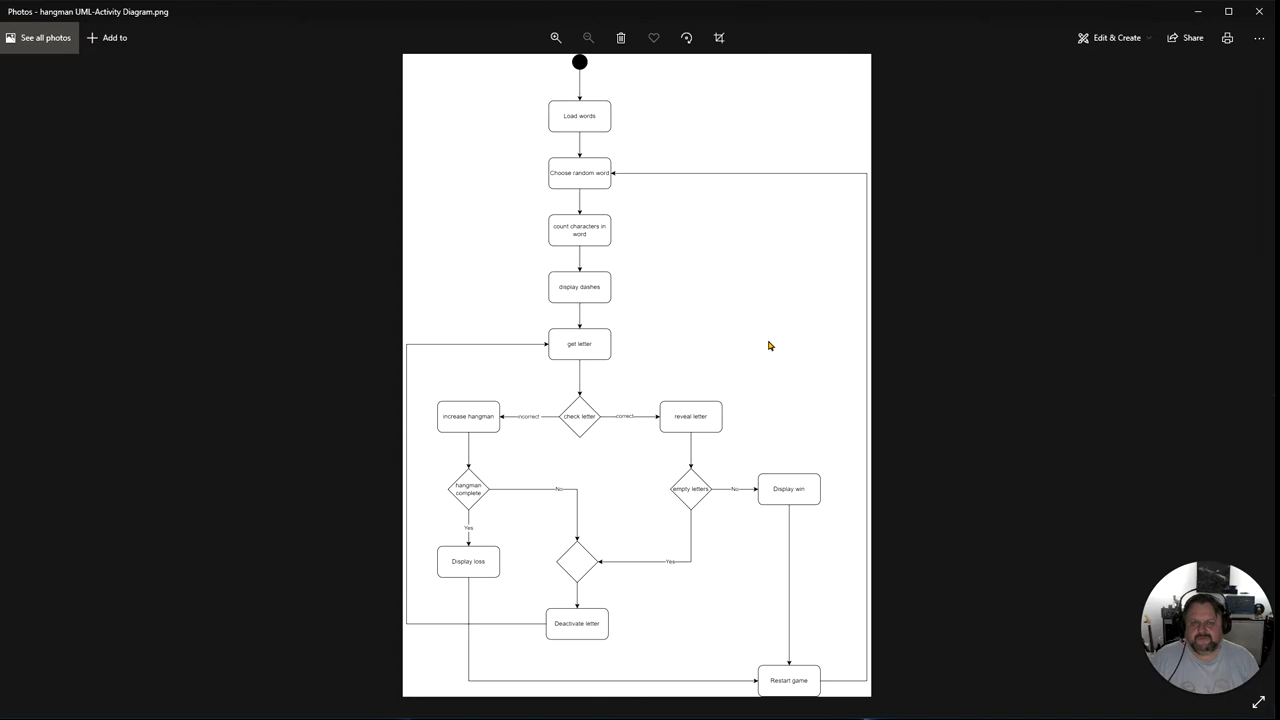 Photos - hangman UML-Activity Diagram.png
See all photos
Add to
Edit & Create
Share
Load words
Choose random word
count characters in
word
display dashes
get letter
increase hangman
incorrect
check letter
correct
reveal letter
hangman
complete
No
empty letters
No
Display win
Yes
Display loss
Yes
Deactivate letter
Restart game